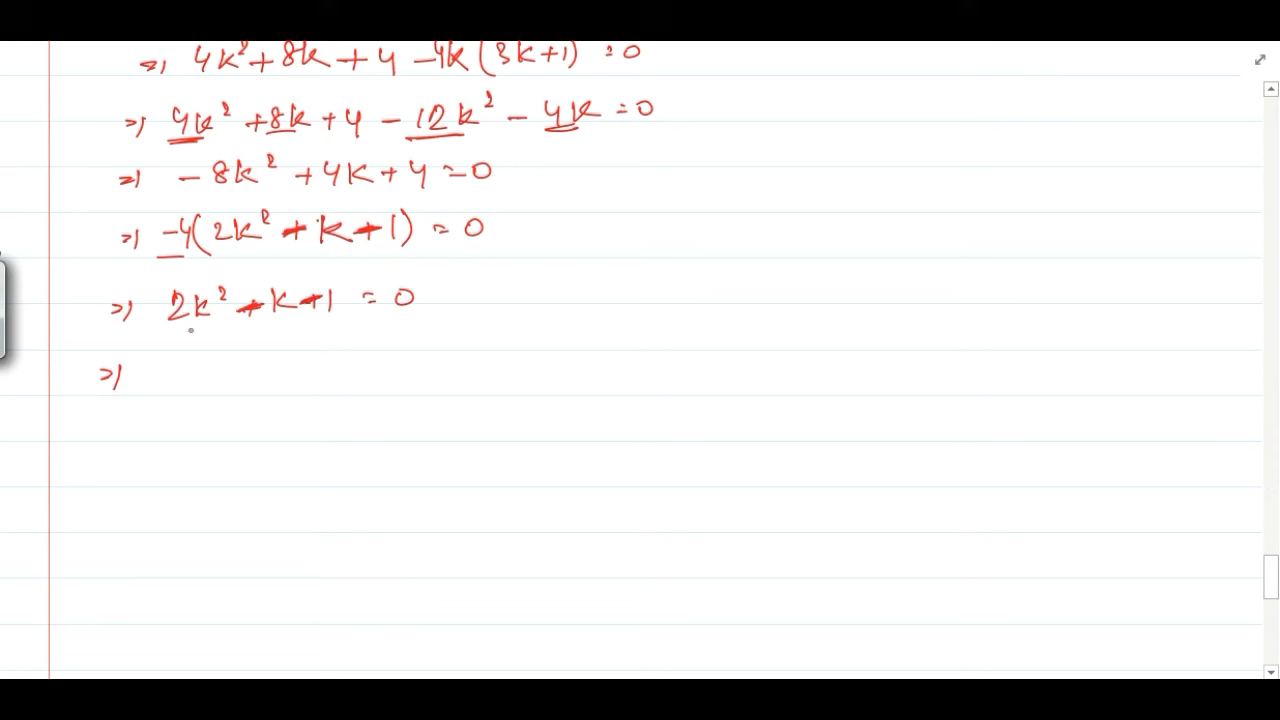 ⇒ 4k² + 8k + 4 - 4k(3k+1) = 0
⇒ 4k² + 8k + 4 - 12k² - 4k = 0
⇒ - 8k² + 4k + 4 = 0
⇒ -4(2k² - k - 1) = 0
⇒ 2k² - k - 1 = 0
⇒